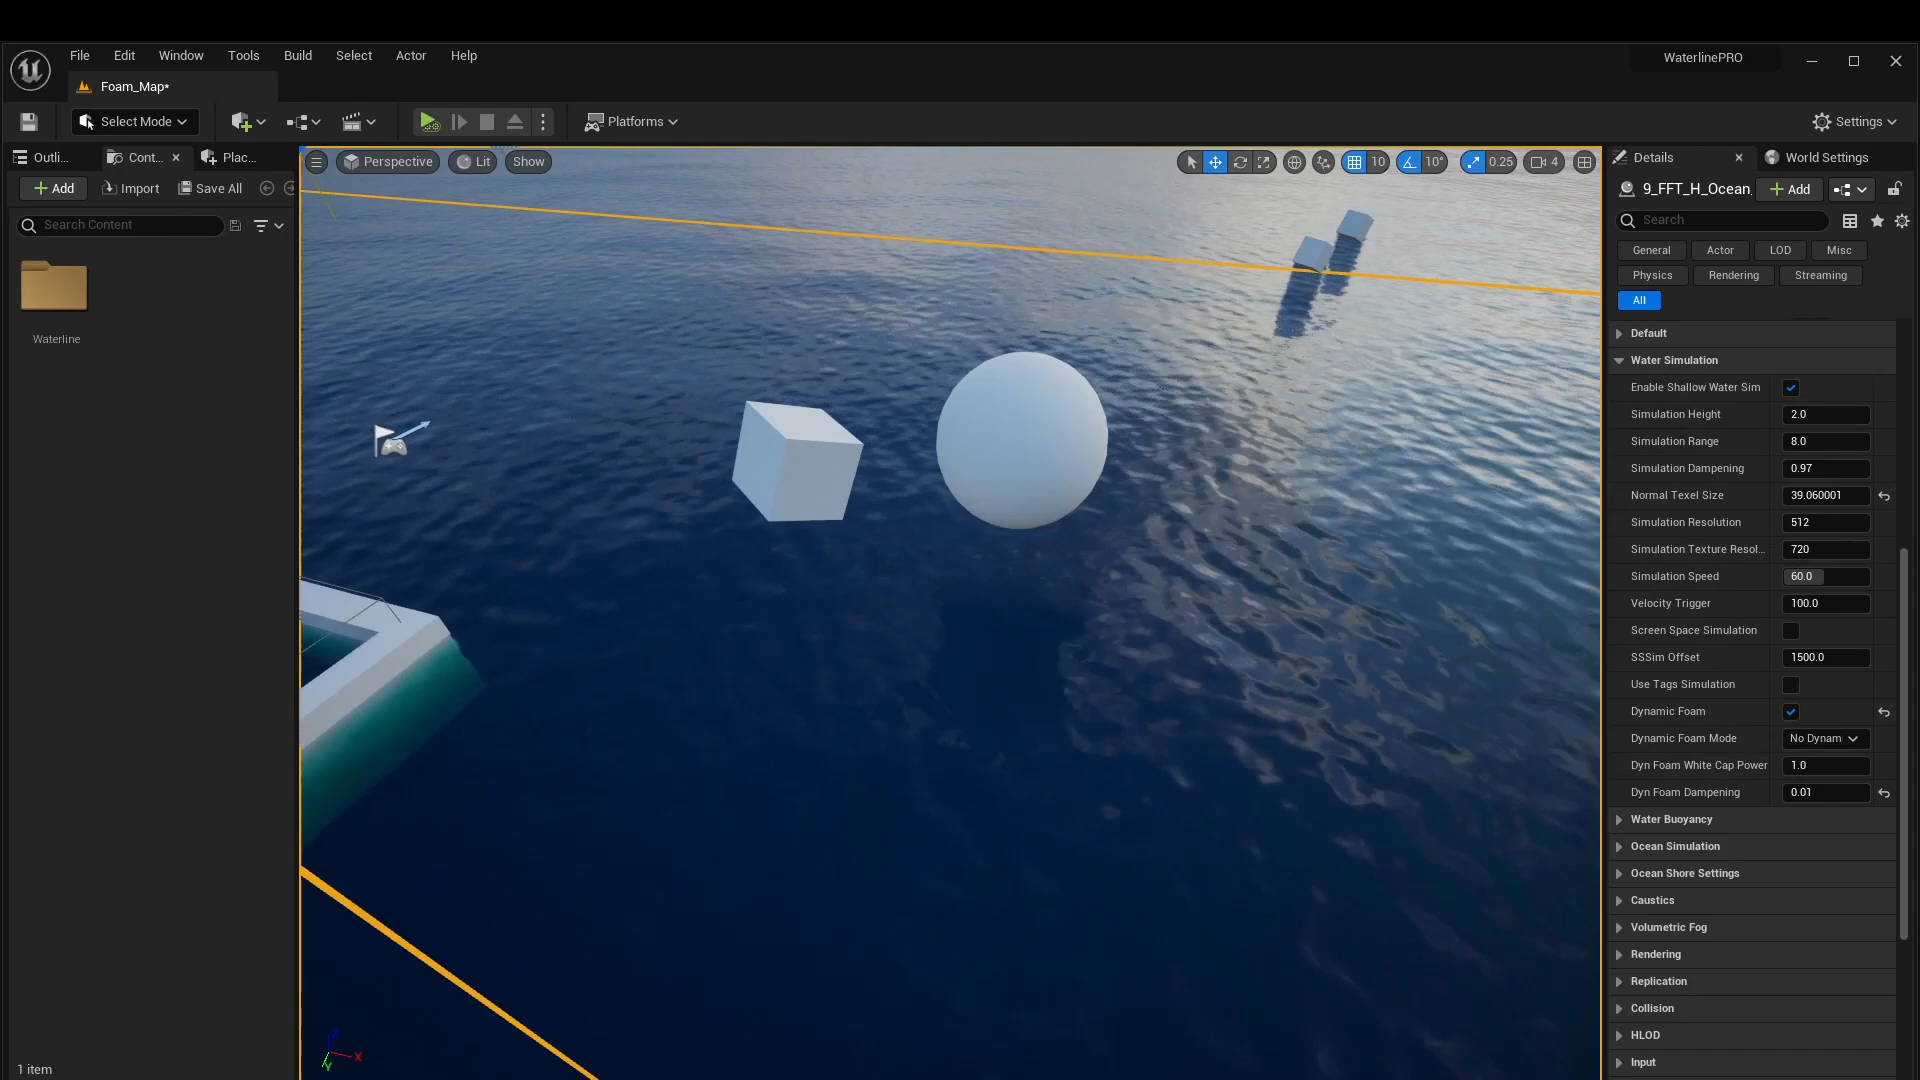 File Edit Window Tools Build Select Actor Help
WaterlinePRO
Foam_Map*
Select Mode
Platforms
Settings
Outli...
Cont...
Plac...
Add
Import
Save All
Search Content
Waterline
1 item
Perspective
Lit
Show
10
10°
0.25
4
X
Y
Details
World Settings
9_FFT_H_Ocean.
Add
Search
General Actor LOD Misc
Physics Rendering Streaming
All
Default
Water Simulation
Enable Shallow Water Sim
Simulation Height 2.0
Simulation Range 8.0
Simulation Dampening 0.97
Normal Texel Size 39.060001
Simulation Resolution 512
Simulation Texture Resol... 720
Simulation Speed 60.0
Velocity Trigger 100.0
Screen Space Simulation
SSSim Offset 1500.0
Use Tags Simulation
Dynamic Foam
Dynamic Foam Mode No Dynam
Dyn Foam White Cap Power 1.0
Dyn Foam Dampening 0.01
Water Buoyancy
Ocean Simulation
Ocean Shore Settings
Caustics
Volumetric Fog
Rendering
Replication
Collision
HLOD
Input